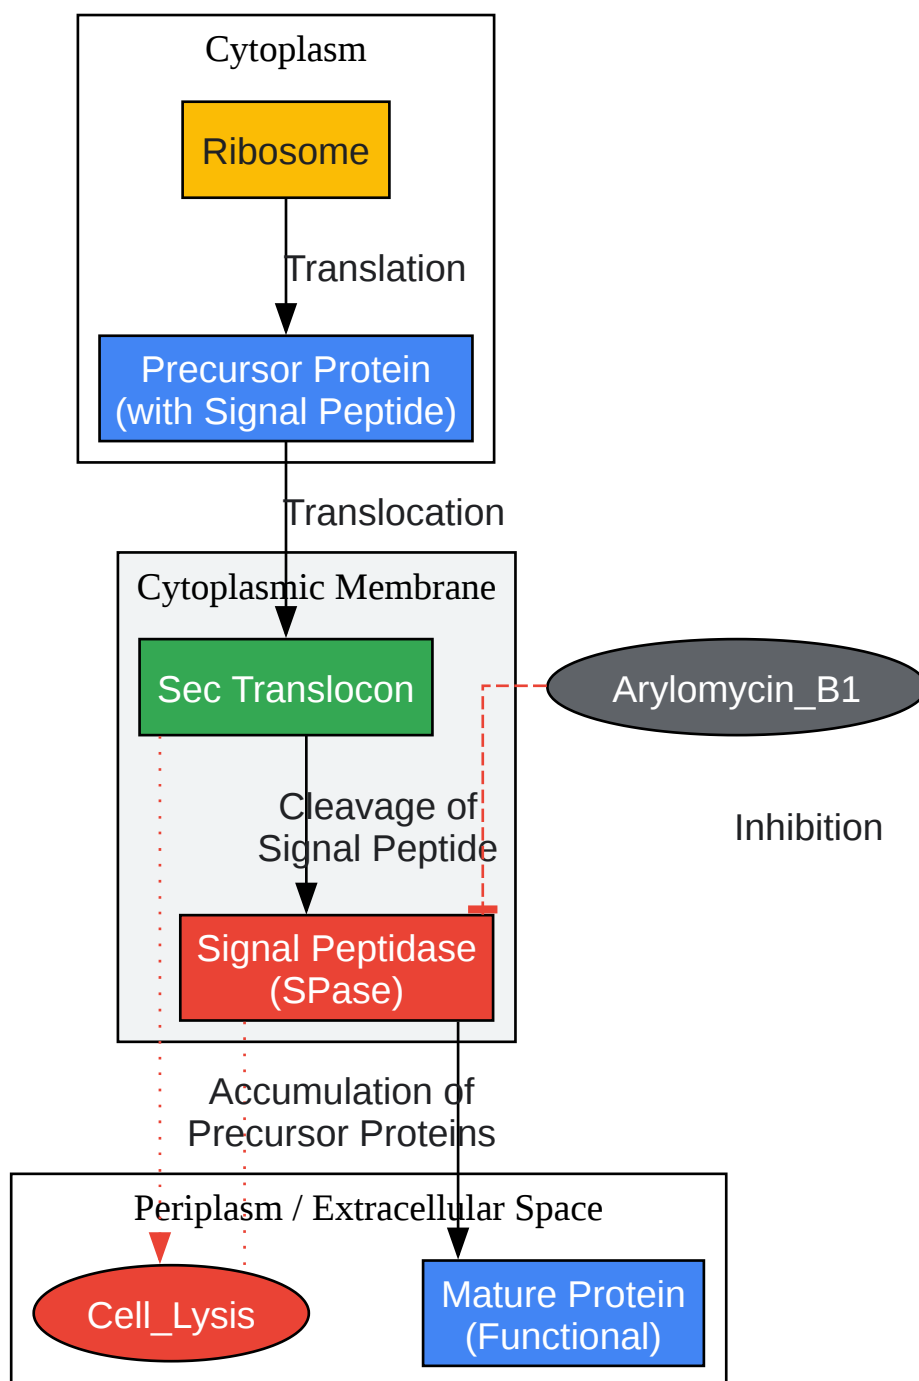 Cytoplasm
Ribosome
Translation
Precursor Protein
(with Signal Peptide)
Translocation
Cytoplasmic Membrane
Sec Translocon
Arylomycin_B1
Cleavage of
Signal Peptide
Inhibition
Signal Peptidase
(SPase)
Accumulation of
Precursor Proteins
Periplasm / Extracellular Space
Cell_Lysis
Mature Protein
(Functional)